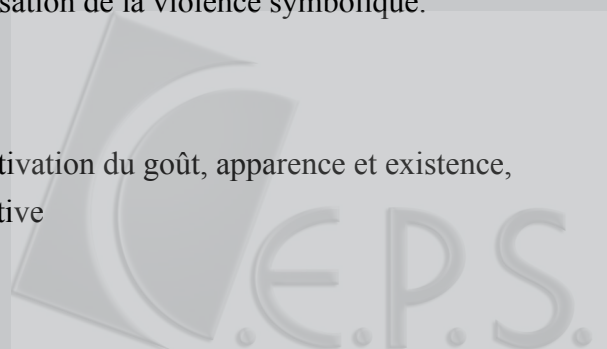 sation de la violence symbolique.
tivation du goût, apparence et existence,
tive
C.E.P.S.